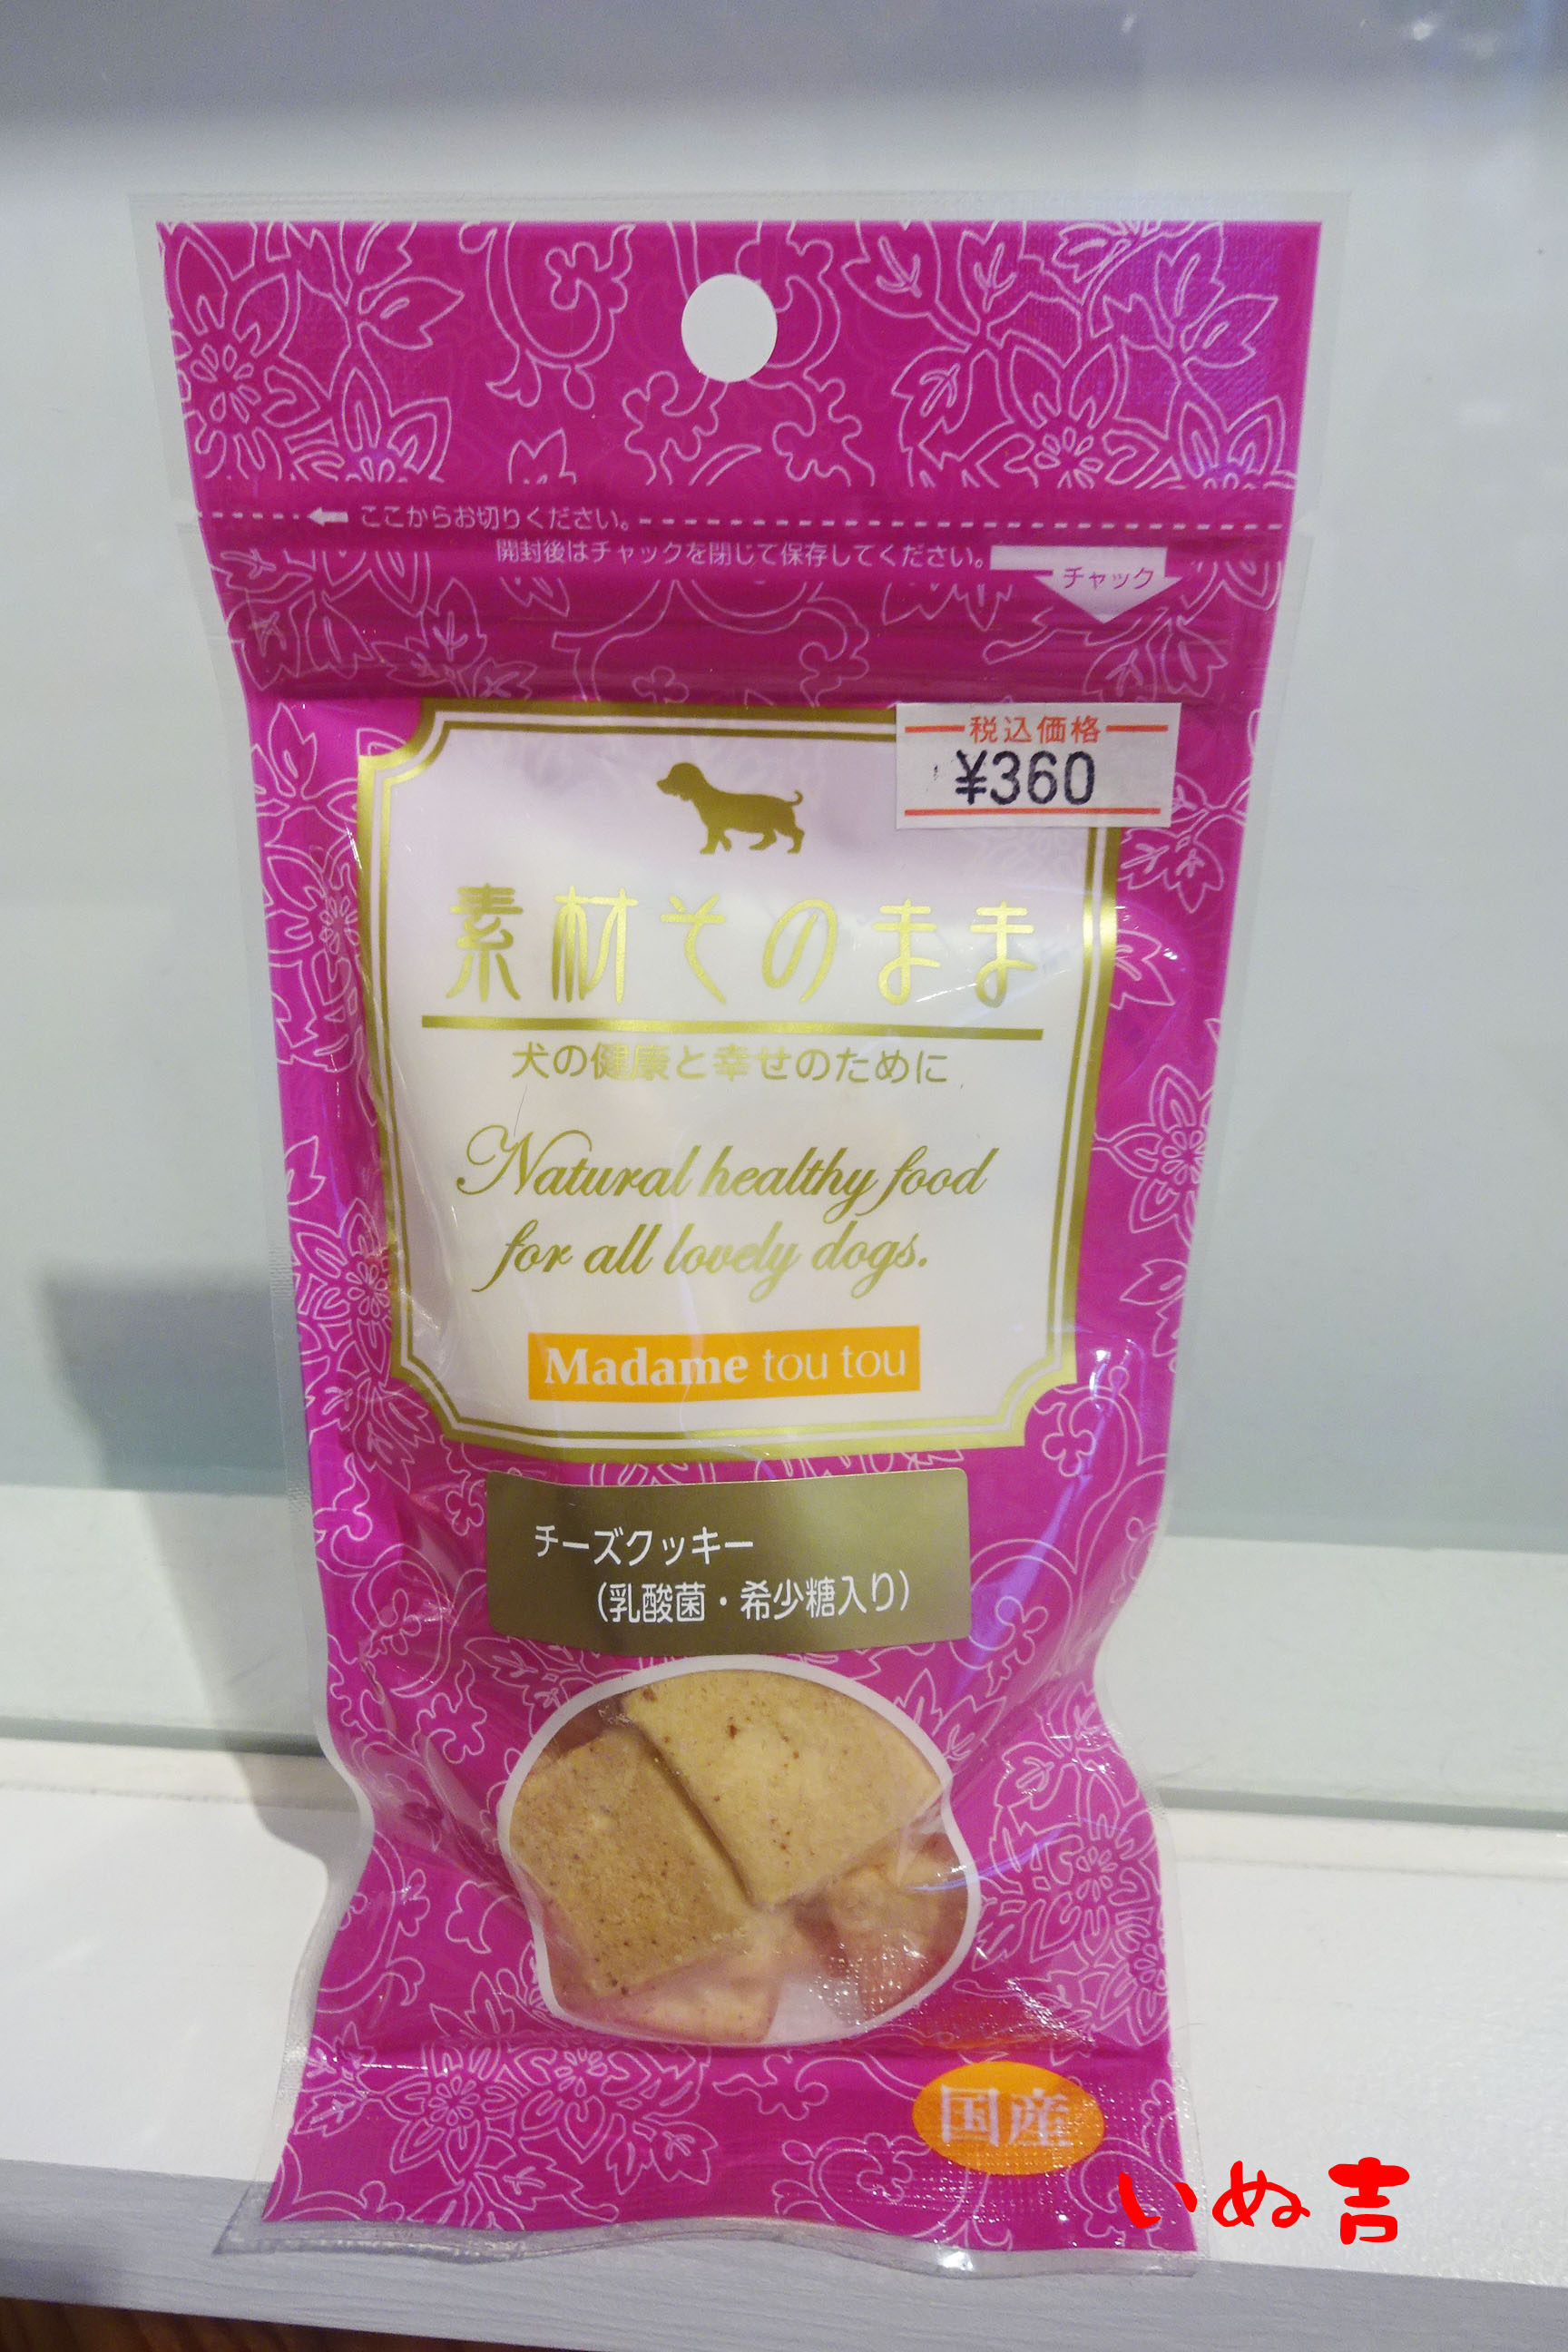 ここからお切りください。
開封後はチャックを閉じて保存してください。
チャック
税込価格
¥360
素材そのまま
犬の健康と幸せのために
Natural healthy food
for all lovely dogs.
Madame tou tou
チーズクッキー
(乳酸菌・希少糖入り)
国産
いぬ吉